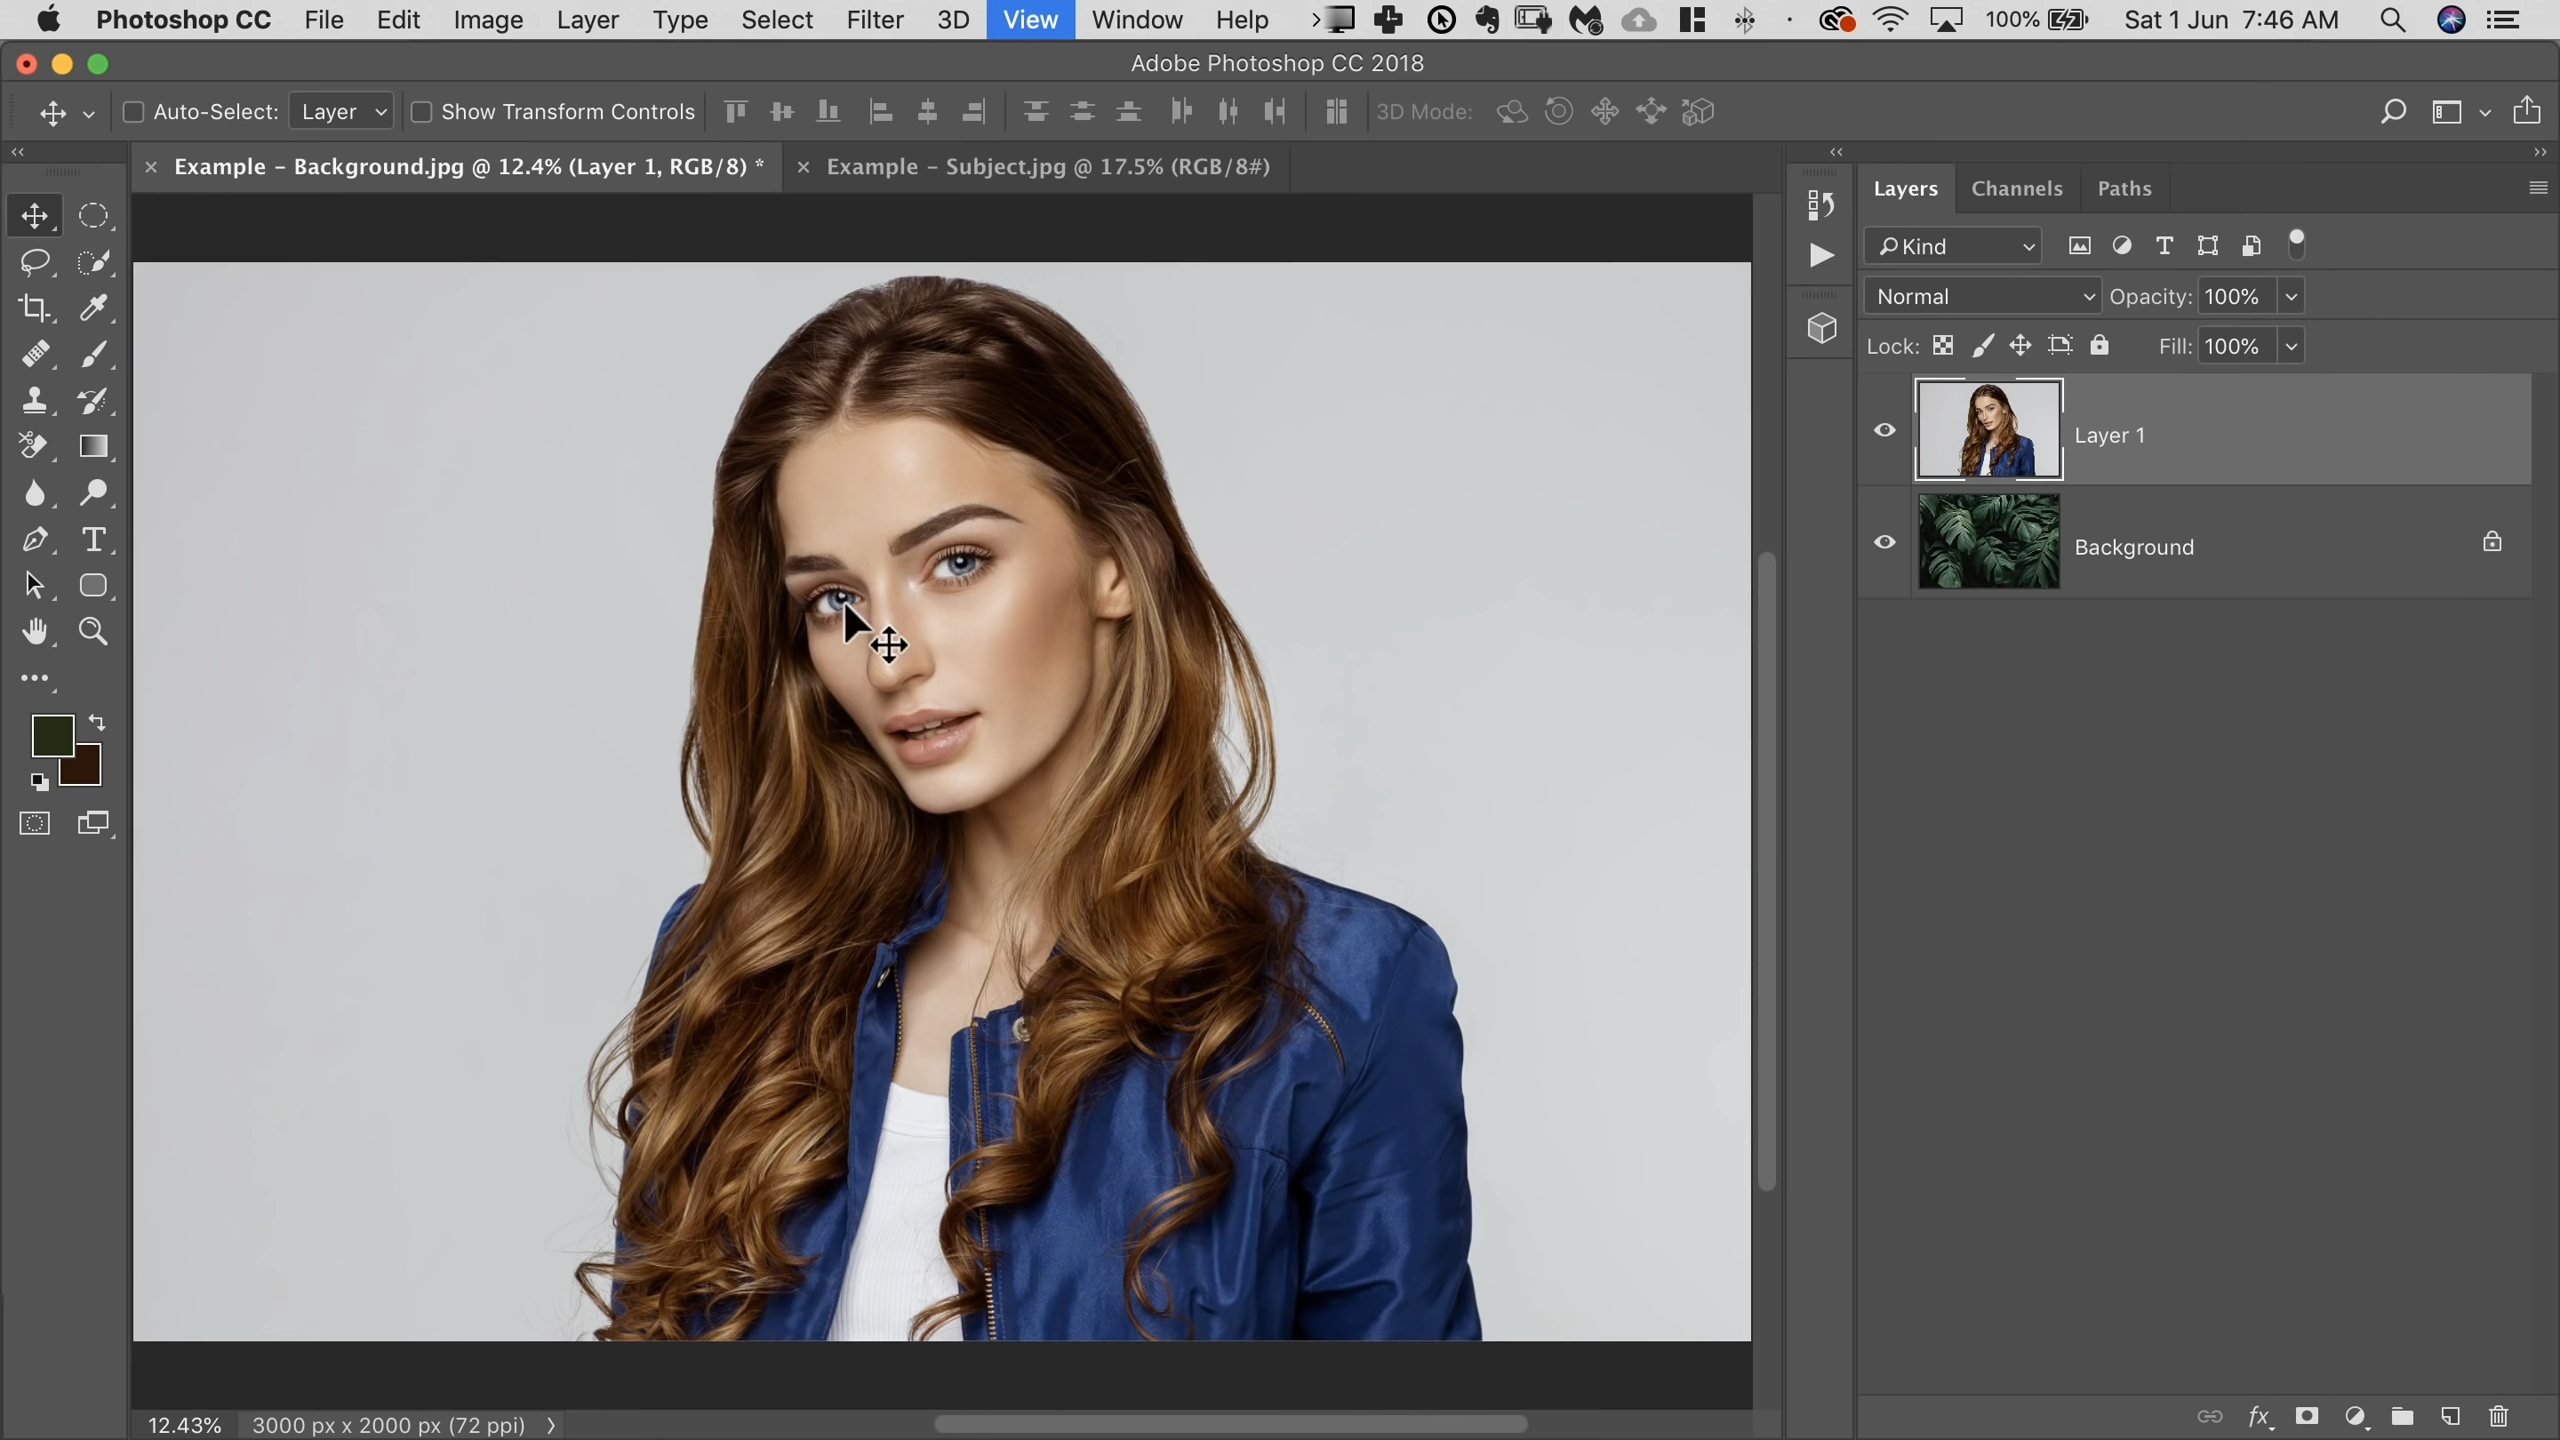 Photoshop CC File Edit Image Layer Type Select Filter 3D View Window Help 100% Sat 1 Jun 7:46 AM
Adobe Photoshop CC 2018
Auto-Select: Layer Show Transform Controls 3D Mode:
Example – Background.jpg @ 12.4% (Layer 1, RGB/8) * Example – Subject.jpg @ 17.5% (RGB/8#)
Layers Channels Paths
Kind
Normal Opacity: 100%
Lock: Fill: 100%
Layer 1
Background
12.43% 3000 px x 2000 px (72 ppi)
fx